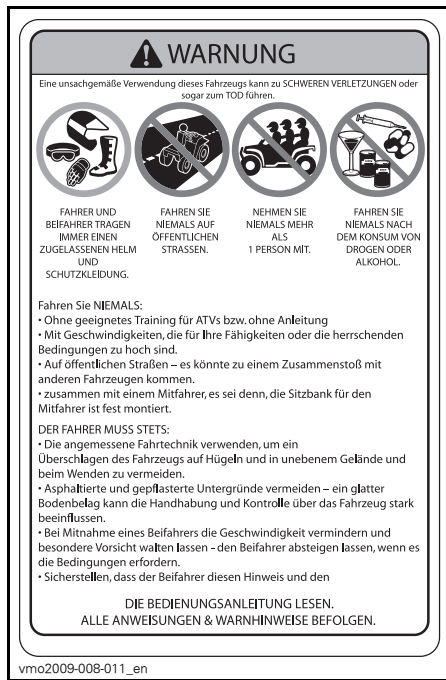 WARNUNG
Eine unsachgemäße Verwendung dieses Fahrzeugs kann zu SCHWEREN VERLETZUNGEN oder
sogar zum TOD führen.
FAHRER UND
BEIFAHRER TRAGEN
IMMER EINEN
ZUGELASSENEN HELM
UND
SCHUTZKLEIDUNG.
FAHREN SIE
NIEMALS AUF
ÖFFENTLICHEN
STRASSEN.
NEHMEN SIE
NIEMALS MEHR
ALS
1 PERSON MIT.
FAHREN SIE
NIEMALS NACH
DEM KONSUM VON
DROGEN ODER
ALKOHOL.
Fahren Sie NIEMALS:
• Ohne geeignetes Training für ATVs bzw. ohne Anleitung
• Mit Geschwindigkeiten, die für Ihre Fähigkeiten oder die herrschenden
Bedingungen zu hoch sind.
• Auf öffentlichen Straßen – es könnte zu einem Zusammenstoß mit
anderen Fahrzeugen kommen.
• zusammen mit einem Mitfahrer, es sei denn, die Sitzbank für den
Mitfahrer ist fest montiert.
DER FAHRER MUSS STETS:
• Die angemessene Fahrtechnik verwenden, um ein
Überschlagen des Fahrzeugs auf Hügeln und in unebenem Gelände und
beim Wenden zu vermeiden.
• Asphaltierte und gepflasterte Untergründe vermeiden – ein glatter
Bodenbelag kann die Handhabung und Kontrolle über das Fahrzeug stark
beeinflussen.
• Bei Mitnahme eines Beifahrers die Geschwindigkeit vermindern und
besondere Vorsicht walten lassen - den Beifahrer absteigen lassen, wenn es
die Bedingungen erfordern.
• Sicherstellen, dass der Beifahrer diesen Hinweis und den
DIE BEDIENUNGSANLEITUNG LESEN.
ALLE ANWEISUNGEN & WARNHINWEISE BEFOLGEN.
vmo2009-008-011_en